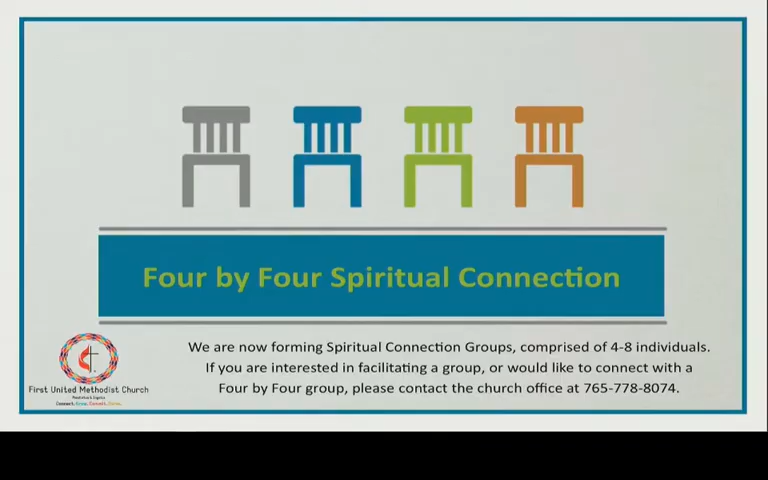 Four by Four Spiritual Connection
We are now forming Spiritual Connection Groups, comprised of 4-8 individuals.
If you are interested in facilitating a group, or would like to connect with a
Four by Four group, please contact the church office at 765-778-8074.
First United Methodist Church
Connect. Grow.